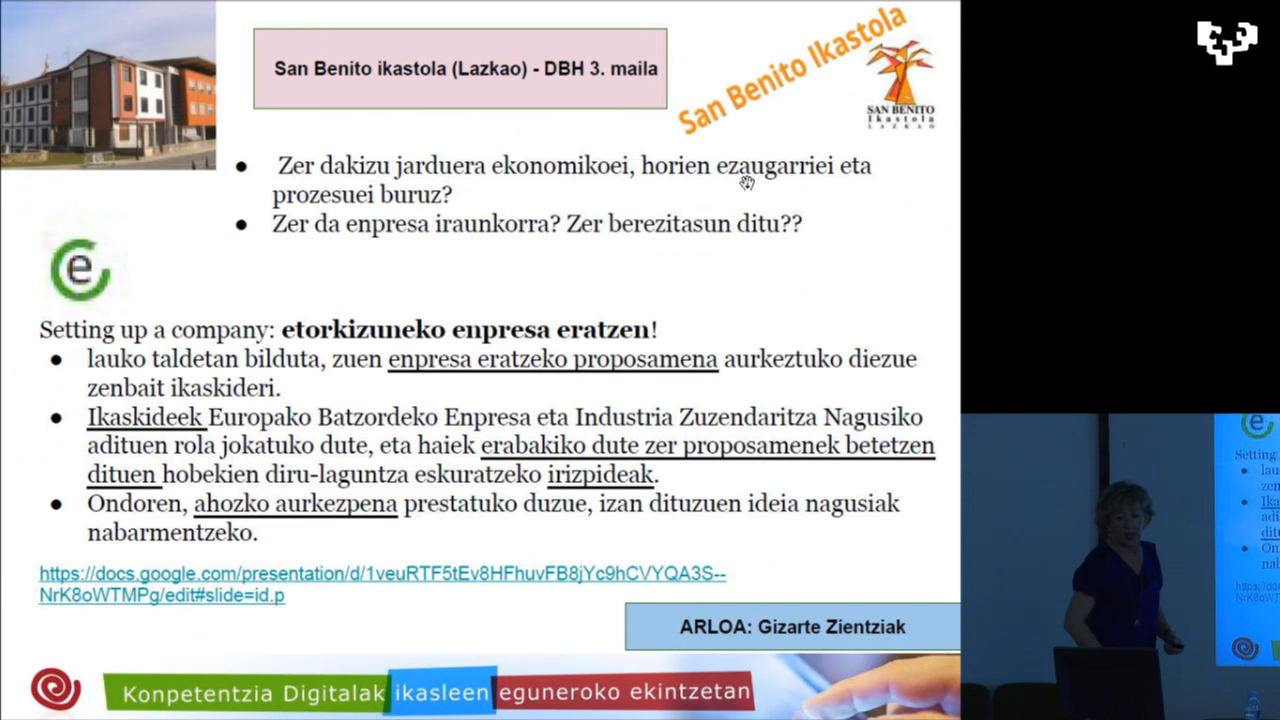 San Benito ikastola (Lazkao) - DBH 3. maila
San Benito Ikastola
SAN BENITO
Ikastola
LAZKAO
● Zer dakizu jarduera ekonomikoei, horien ezaugarriei eta
prozesuei buruz?
● Zer da enpresa iraunkorra? Zer berezitasun ditu??
e
Setting up a company: etorkizuneko enpresa eratzen!
● lauko taldetan bilduta, zuen enpresa eratzeko proposamena aurkeztuko diezue
zenbait ikaskideri.
● Ikaskideek Europako Batzordeko Enpresa eta Industria Zuzendaritza Nagusiko
adituen rola jokatuko dute, eta haiek erabakiko dute zer proposamenek betetzen
dituen hobekien diru-laguntza eskuratzeko irizpideak.
● Ondoren, ahozko aurkezpena prestatuko duzue, izan dituzuen ideia nagusiak
nabarmentzeko.
https://docs.google.com/presentation/d/1veuRTF5tEv8HFhuvFB8jYc9hCVYQA3S--
NrK8oWTMPg/edit#slide=id.p
ARLOA: Gizarte Zientziak
Konpetentzia Digitalak ikasleen eguneroko ekintzetan
e
Setting